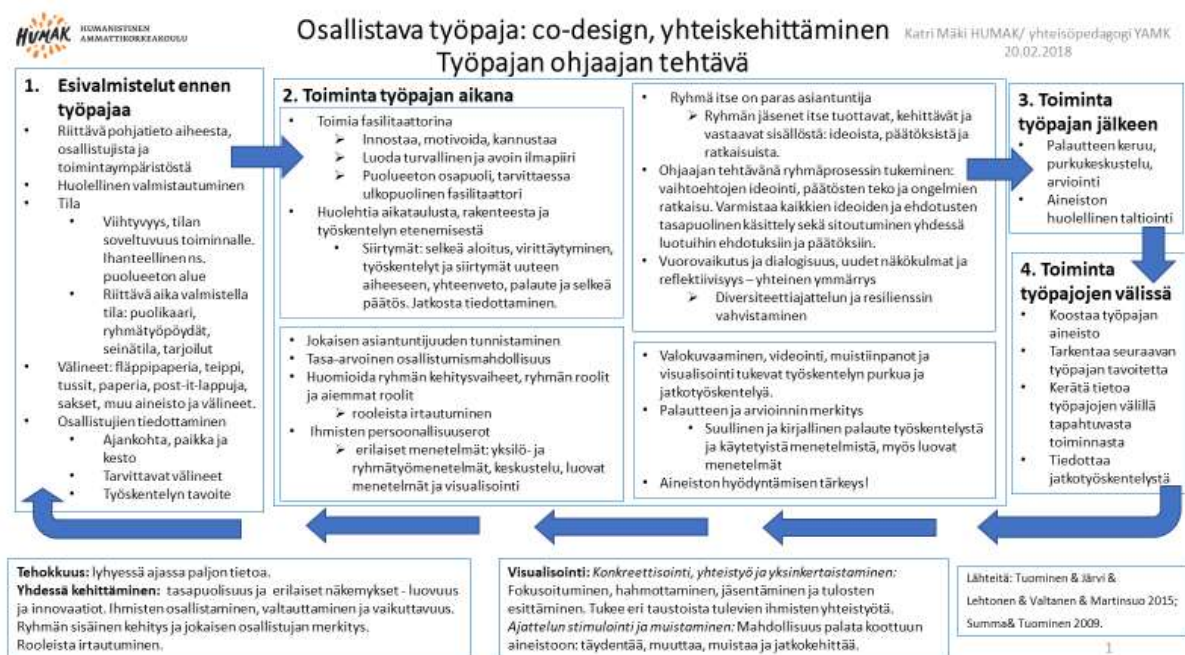 HUMAK
HUMANISTINEN
AMMATTIKORKEAKOULU
Osallistava työpaja: co-design, yhteiskehittäminen
Työpajan ohjaajan tehtävä
Katri Mäki HUMAK/ yhteisöpedagogi YAMK
20.02.2018
1. Esivalmistelut ennen
työpajaa
• Riittävä pohjatieto aiheesta,
osallistujista ja
toimintaympäristöstä
• Huolellinen valmistautuminen
• Tila
• Viihtyvyys, tilan
soveltuvuus toiminnalle.
Ihanteellinen ns.
puolueeton alue
• Riittävä aika valmistella
tila: puolikaari,
ryhmätyöpöydät,
seinätila, tarjoilut
• Välineet: fläppipaperia, teippi,
tussit, paperia, post-it-lappuja,
sakset, muu aineisto ja välineet.
• Osallistujien tiedottaminen
• Ajankohta, paikka ja
kesto
• Tarvittavat välineet
• Työskentelyn tavoite
2. Toiminta työpajan aikana
• Toimia fasilitaattorina
➢ Innostaa, motivoida, kannustaa
➢ Luoda turvallinen ja avoin ilmapiiri
➢ Puolueeton osapuoli, tarvittaessa
ulkopuolinen fasilitaattori
• Huolehtia aikataulusta, rakenteesta ja
työskentelyn etenemisestä
• Siirtymät: selkeä aloitus, virittäytyminen,
työskentelyt ja siirtymät uuteen
aiheeseen, yhteenveto, palaute ja selkeä
päätös. Jatkosta tiedottaminen.
• Jokaisen asiantuntijuuden tunnistaminen
• Tasa-arvoinen osallistumismahdollisuus
• Huomioida ryhmän kehitysvaiheet, ryhmän roolit
ja aiemmat roolit
➢ rooleista irtautuminen
• Ihmisten persoonallisuuserot
➢ erilaiset menetelmät: yksilö- ja
ryhmätyömenetelmät, keskustelu, luovat
menetelmät ja visualisointi
• Ryhmä itse on paras asiantuntija
➢ Ryhmän jäsenet itse tuottavat, kehittävät ja
vastaavat sisällöstä: ideoista, päätöksistä ja
ratkaisuista.
• Ohjaajan tehtävänä ryhmäprosessin tukeminen:
vaihtoehtojen ideointi, päätösten teko ja ongelmien
ratkaisu. Varmistaa kaikkien ideoiden ja ehdotusten
tasapuolinen käsittely sekä sitoutuminen yhdessä
luotuihin ehdotuksiin ja päätöksiin.
• Vuorovaikutus ja dialogisuus, uudet näkökulmat ja
reflektiivisyys – yhteinen ymmärrys
➢ Diversiteettiajattelun ja resilienssin
vahvistaminen
• Valokuvaaminen, videointi, muistiinpanot ja
visualisointi tukevat työskentelyn purkua ja
jatkotyöskentelyä.
• Palautteen ja arvioinnin merkitys
• Suullinen ja kirjallinen palaute työskentelystä
ja käytetyistä menetelmistä, myös luovat
menetelmät
• Aineiston hyödyntämisen tärkeys!
3. Toiminta
työpajan jälkeen
• Palautteen keruu,
purkukeskustelu,
arviointi
• Aineiston
huolellinen taltiointi
4. Toiminta
työpajojen välissä
• Koostaa työpajan
aineisto
• Tarkentaa seuraavan
työpajan tavoitetta
• Kerätä tietoa
työpajojen välillä
tapahtuvasta
toiminnasta
• Tiedottaa
jatkotyöskentelystä
Tehokkuus: lyhyessä ajassa paljon tietoa.
Yhdessä kehittäminen: tasapuolisuus ja erilaiset näkemykset - luovuus
ja innovaatiot. Ihmisten osallistaminen, valtauttaminen ja vaikuttavuus.
Ryhmän sisäinen kehitys ja jokaisen osallistujan merkitys.
Rooleista irtautuminen.
Visualisointi: Konkreettisointi, yhteistyö ja yksinkertaistaminen:
Fokusoituminen, hahmottaminen, jäsentäminen ja tulosten
esittäminen. Tukee eri taustoista tulevien ihmisten yhteistyötä.
Ajattelun stimulointi ja muistaminen: Mahdollisuus palata koottuun
aineistoon: täydentää, muuttaa, muistaa ja jatkokehittää.
Lähteitä: Tuominen & Järvi &
Lehtonen & Valtanen & Martinsuo 2015;
Summa& Tuominen 2009.
1